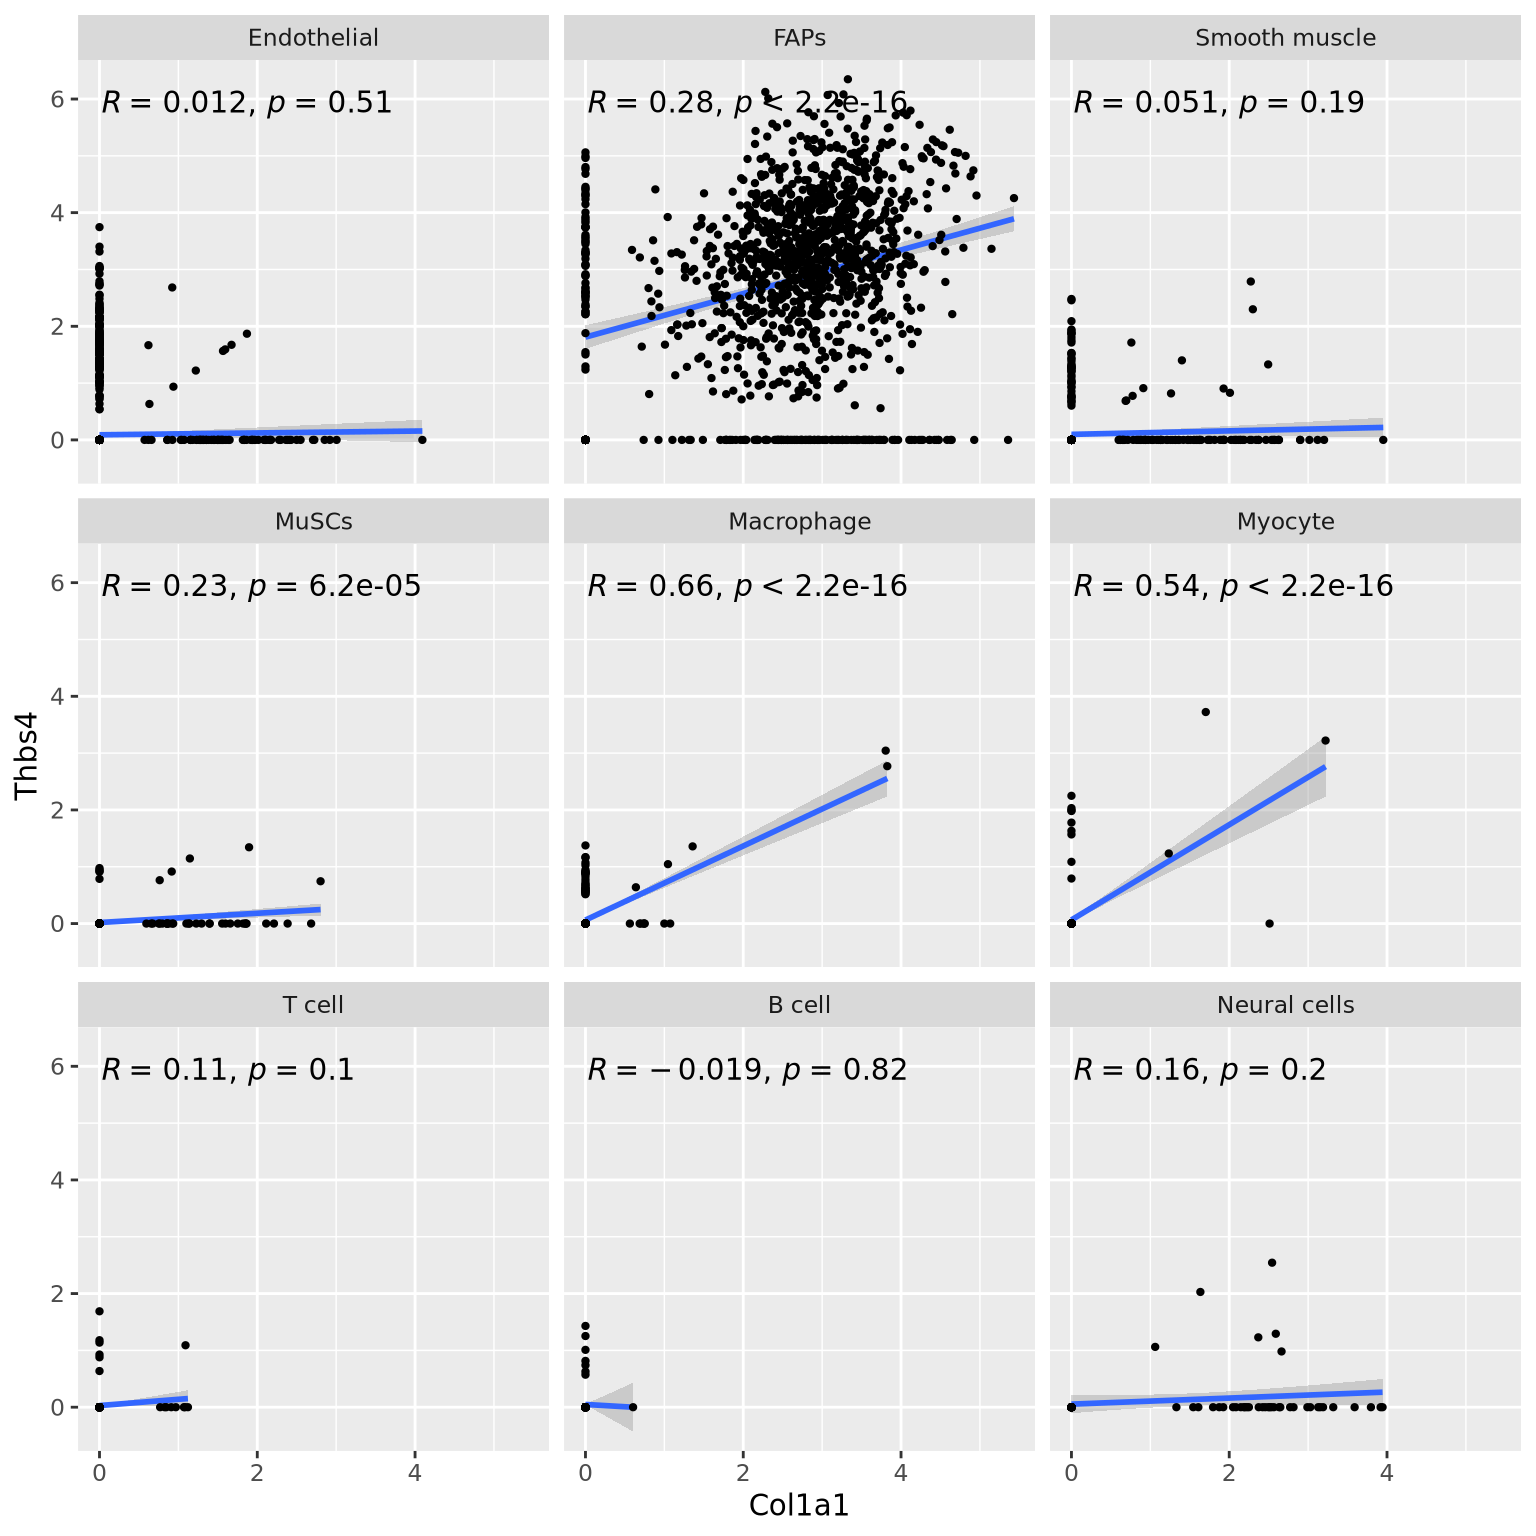 Endothelial
FAPs
Smooth muscle
R = 0.012, p = 0.51
R = 0.28, p < 2.2e-16
R = 0.051, p = 0.19
6
4
2
0
MuSCs
Macrophage
Myocyte
R = 0.23, p = 6.2e-05
R = 0.66, p < 2.2e-16
R = 0.54, p < 2.2e-16
6
4
2
0
Thbs4
T cell
B cell
Neural cells
R = 0.11, p = 0.1
R = −0.019, p = 0.82
R = 0.16, p = 0.2
6
4
2
0
0 2 4
0 2 4
0 2 4
Col1a1